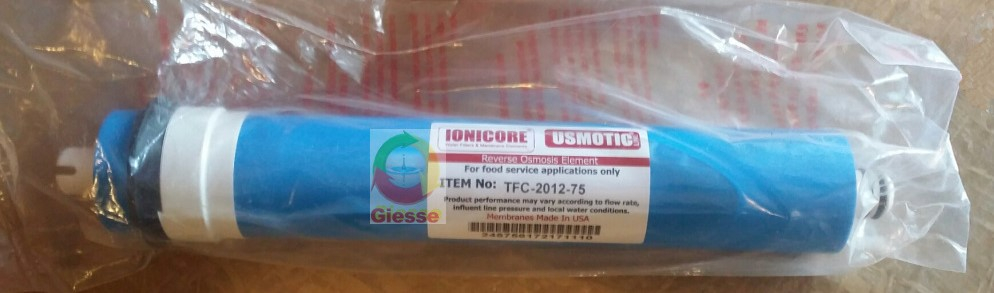 IONICORE
USMOTIC
Reverse Osmosis Element
For food service applications only
ITEM No: TFC-2012-75
Product performance may vary according to flow rate,
influent line pressure and local water conditions.
Membranes Made In USA
Giesse